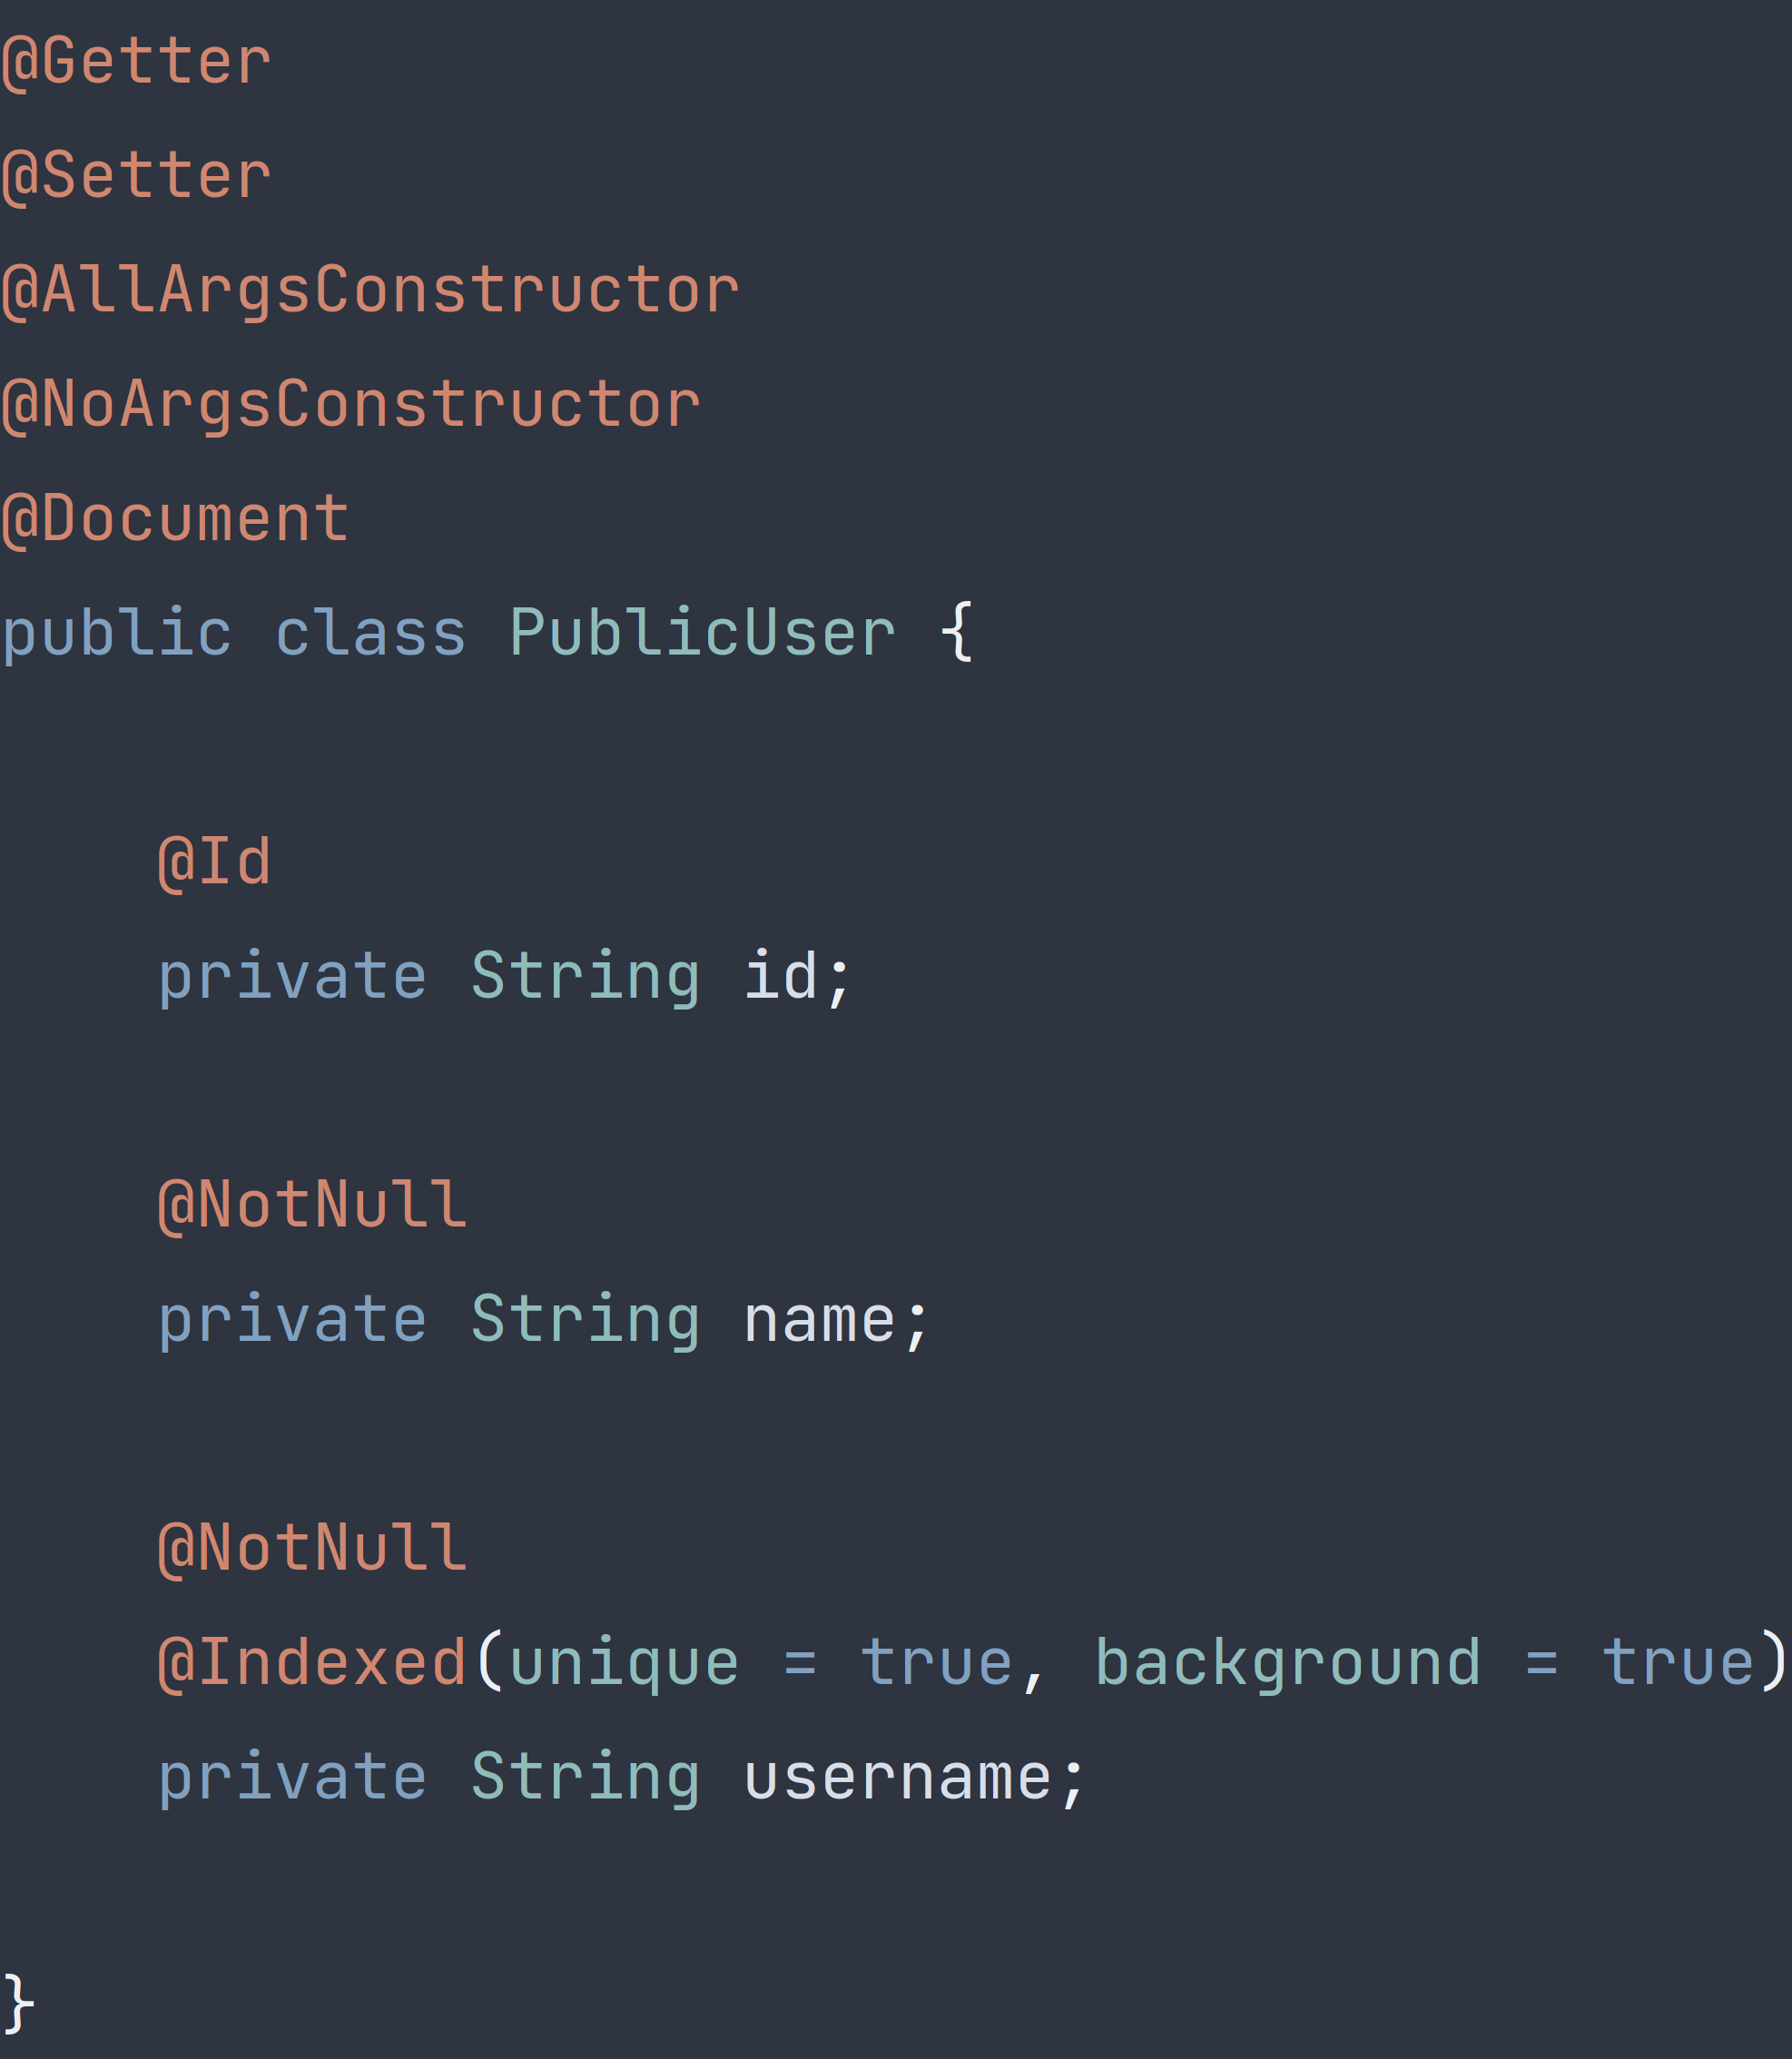 @Getter
@Setter
@AllArgsConstructor
@NoArgsConstructor
@Document
public class PublicUser {
    @Id
    private String id;
    @NotNull
    private String name;
    @NotNull
    @Indexed(unique = true, background = true)
    private String username;
}